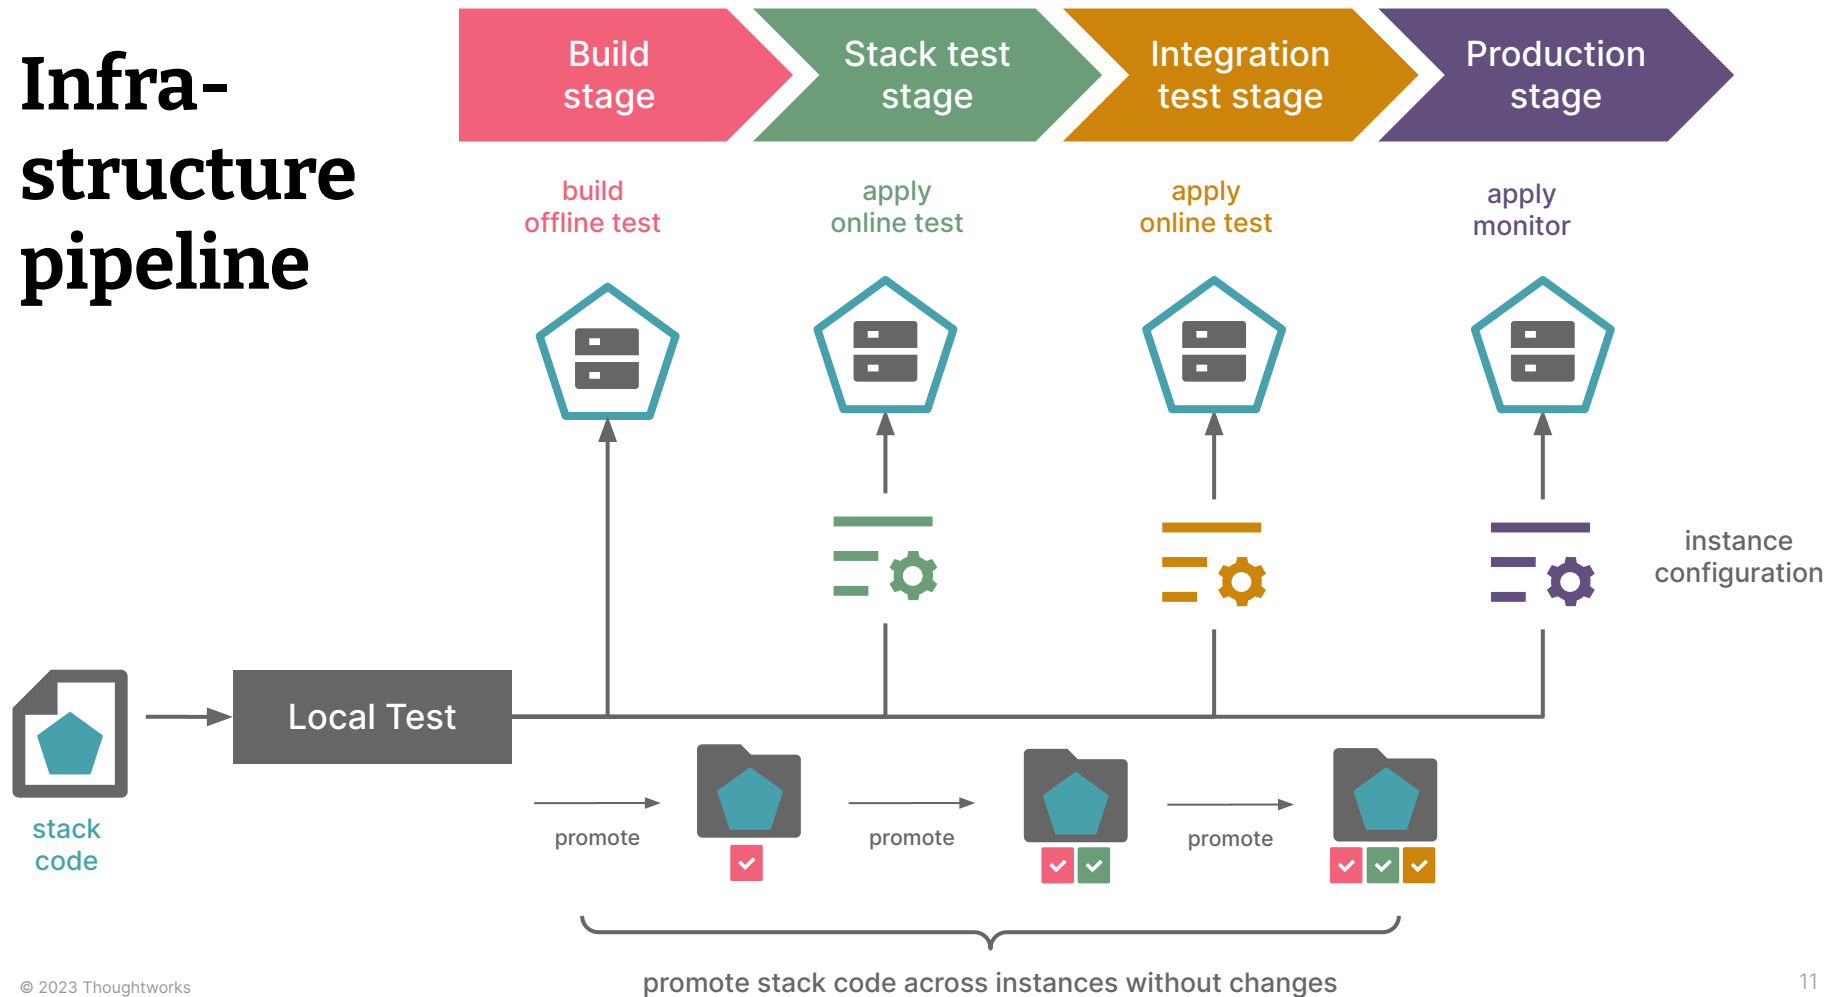 Infra-
structure
pipeline
Build
stage
Stack test
stage
Integration
test stage
Production
stage
build
offline test
apply
online test
apply
online test
apply
monitor
instance
configuration
Local Test
stack
code
promote
promote
promote
promote stack code across instances without changes
© 2023 Thoughtworks
11